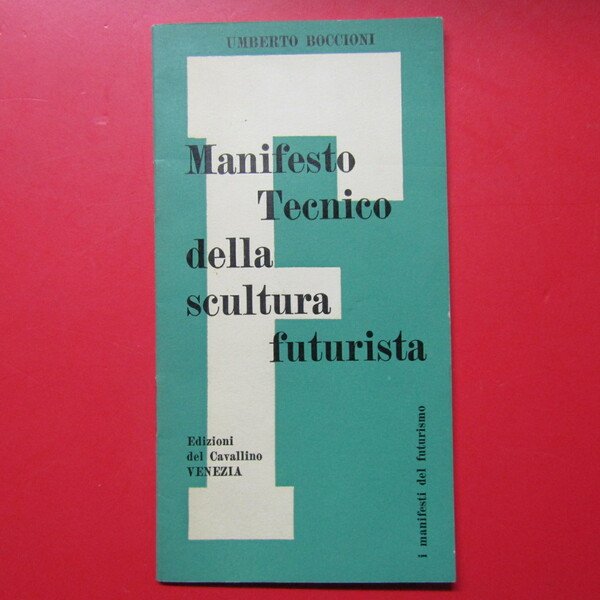 UMBERTO BOCCIONI
F
Manifesto
Tecnico
della
scultura
futurista
Edizioni
del Cavallino
VENEZIA
i manifesti del futurismo